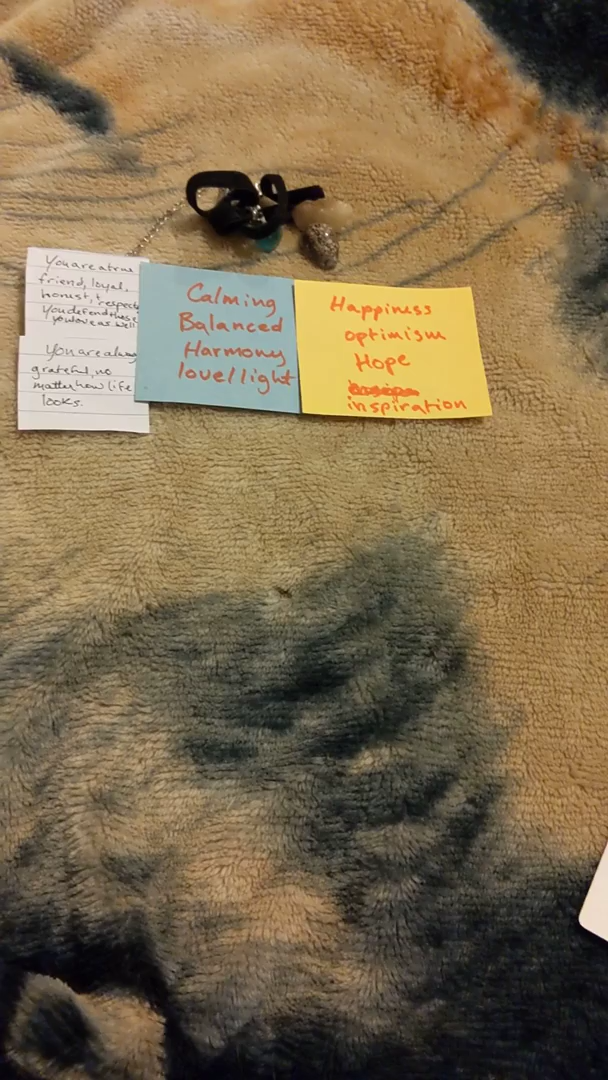 You are a true
friend, loyal,
honest, + respect
You defend those
you love as well
You are alway
grateful, no
matter how life
looks.
Calming
Balanced
Harmony
love/light
Happiness
optimism
Hope
inspiration